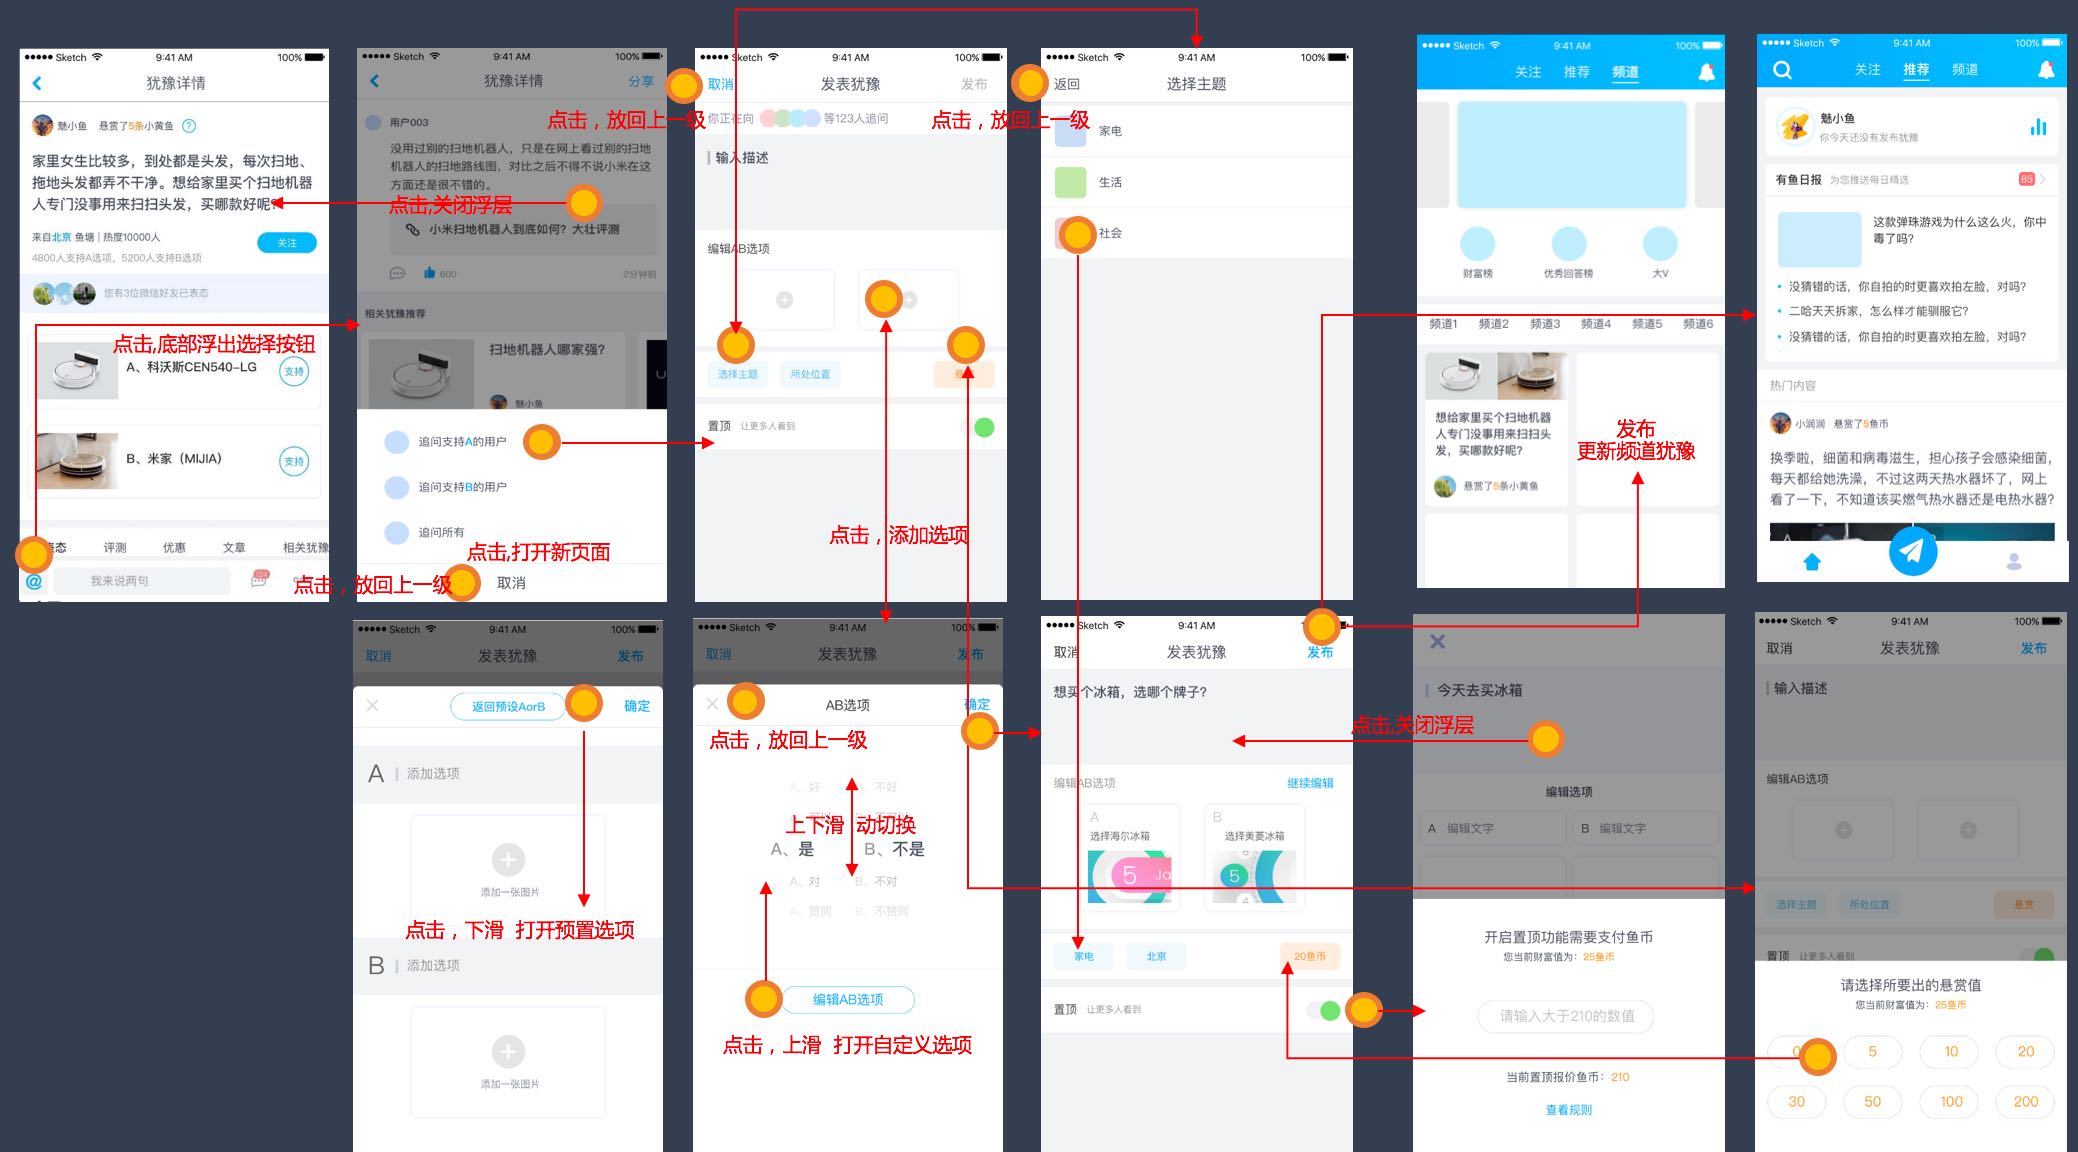 ●●●●● Sketch 9:41 AM 100%
犹豫详情
魅小鱼 悬赏了5条小黄鱼 ?
家里女生比较多，到处都是头发，每次扫地、
拖地头发都弄不干净。想给家里买个扫地机器
人专门没事用来扫扫头发，买哪款好呢?
来自北京 鱼塘 | 热度10000人
关注
4800人支持A选项，5200人支持B选项
您有3位微信好友已表态
点击,底部浮出选择按钮
A、科沃斯CEN540-LG
支持
B、米家（MIJIA）
支持
态 评测 优惠 文章 相关犹豫
@ 我来说两句 124
●●●●● Sketch 9:41 AM 100%
犹豫详情 分享
用户003
没用过别的扫地机器人，只是在网上看过别的扫地
机器人的扫地路线图，对比之后不得不说小米在这
方面还是很不错的。
点击,关闭浮层
小米扫地机器人到底如何？大壮评测
600 2分钟前
相关犹豫推荐
扫地机器人哪家强?
魅小鱼
追问支持A的用户
追问支持B的用户
追问所有
点击,打开新页面
取消
点击，放回上一级
●●●●● Sketch 9:41 AM 100%
取消 发表犹豫 发布
点击，放回上一级
你正在向 等123人追问
输入描述
编辑AB选项
选择主题 所处位置
置顶 让更多人看到
点击，添加选项
●●●●● Sketch 9:41 AM 100%
返回 选择主题
点击，放回上一级
家电
生活
社会
●●●●● Sketch 9:41 AM 100%
关注 推荐 频道
财富榜 优秀回答榜 大V
频道1 频道2 频道3 频道4 频道5 频道6
想给家里买个扫地机器
人专门没事用来扫扫头
发，买哪款好呢?
悬赏了5条小黄鱼
发布
更新频道犹豫
●●●●● Sketch 9:41 AM 100%
关注 推荐 频道
魅小鱼
你今天还没有发布犹豫
有鱼日报 为您推送每日精选 85
这款弹珠游戏为什么这么火，你中
毒了吗?
• 没猜错的话，你自拍的时更喜欢拍左脸，对吗?
• 二哈天天拆家，怎么样才能驯服它?
• 没猜错的话，你自拍的时更喜欢拍左脸，对吗?
热门内容
小润润 悬赏了5鱼币
换季啦，细菌和病毒滋生，担心孩子会感染细菌，
每天都给她洗澡，不过这两天热水器坏了，网上
看了一下，不知道该买燃气热水器还是电热水器?
●●●●● Sketch 9:41 AM 100%
取消 发表犹豫 发布
返回预设AorB 确定
A 添加选项
添加一张图片
点击，下滑 打开预置选项
B 添加选项
添加一张图片
●●●●● Sketch 9:41 AM 100%
取消 发表犹豫 发布
AB选项 确定
点击，放回上一级
A、好 不好
上下滑 动切换
A、是 B、不是
A、对 B、不对
A、赞同 B、不赞同
编辑AB选项
点击，上滑 打开自定义选项
●●●●● Sketch 9:41 AM
取消 发表犹豫 发布
想买个冰箱，选哪个牌子?
编辑AB选项 继续编辑
A B
选择海尔冰箱 选择美菱冰箱
5 Ja 5
4
家电 北京 20鱼币
置顶 让更多人看到
今天去买冰箱
点击,关闭浮层
编辑选项
A 编辑文字 B 编辑文字
开启置顶功能需要支付鱼币
您当前财富值为：25鱼币
请输入大于210的数值
当前置顶报价鱼币：210
查看规则
●●●●● Sketch 9:41 AM 100%
取消 发表犹豫 发布
输入描述
编辑AB选项
选择主题 所处位置 悬赏
置顶 让更多人看到
请选择所要出的悬赏值
您当前财富值为：25鱼币
0 5 10 20
30 50 100 200